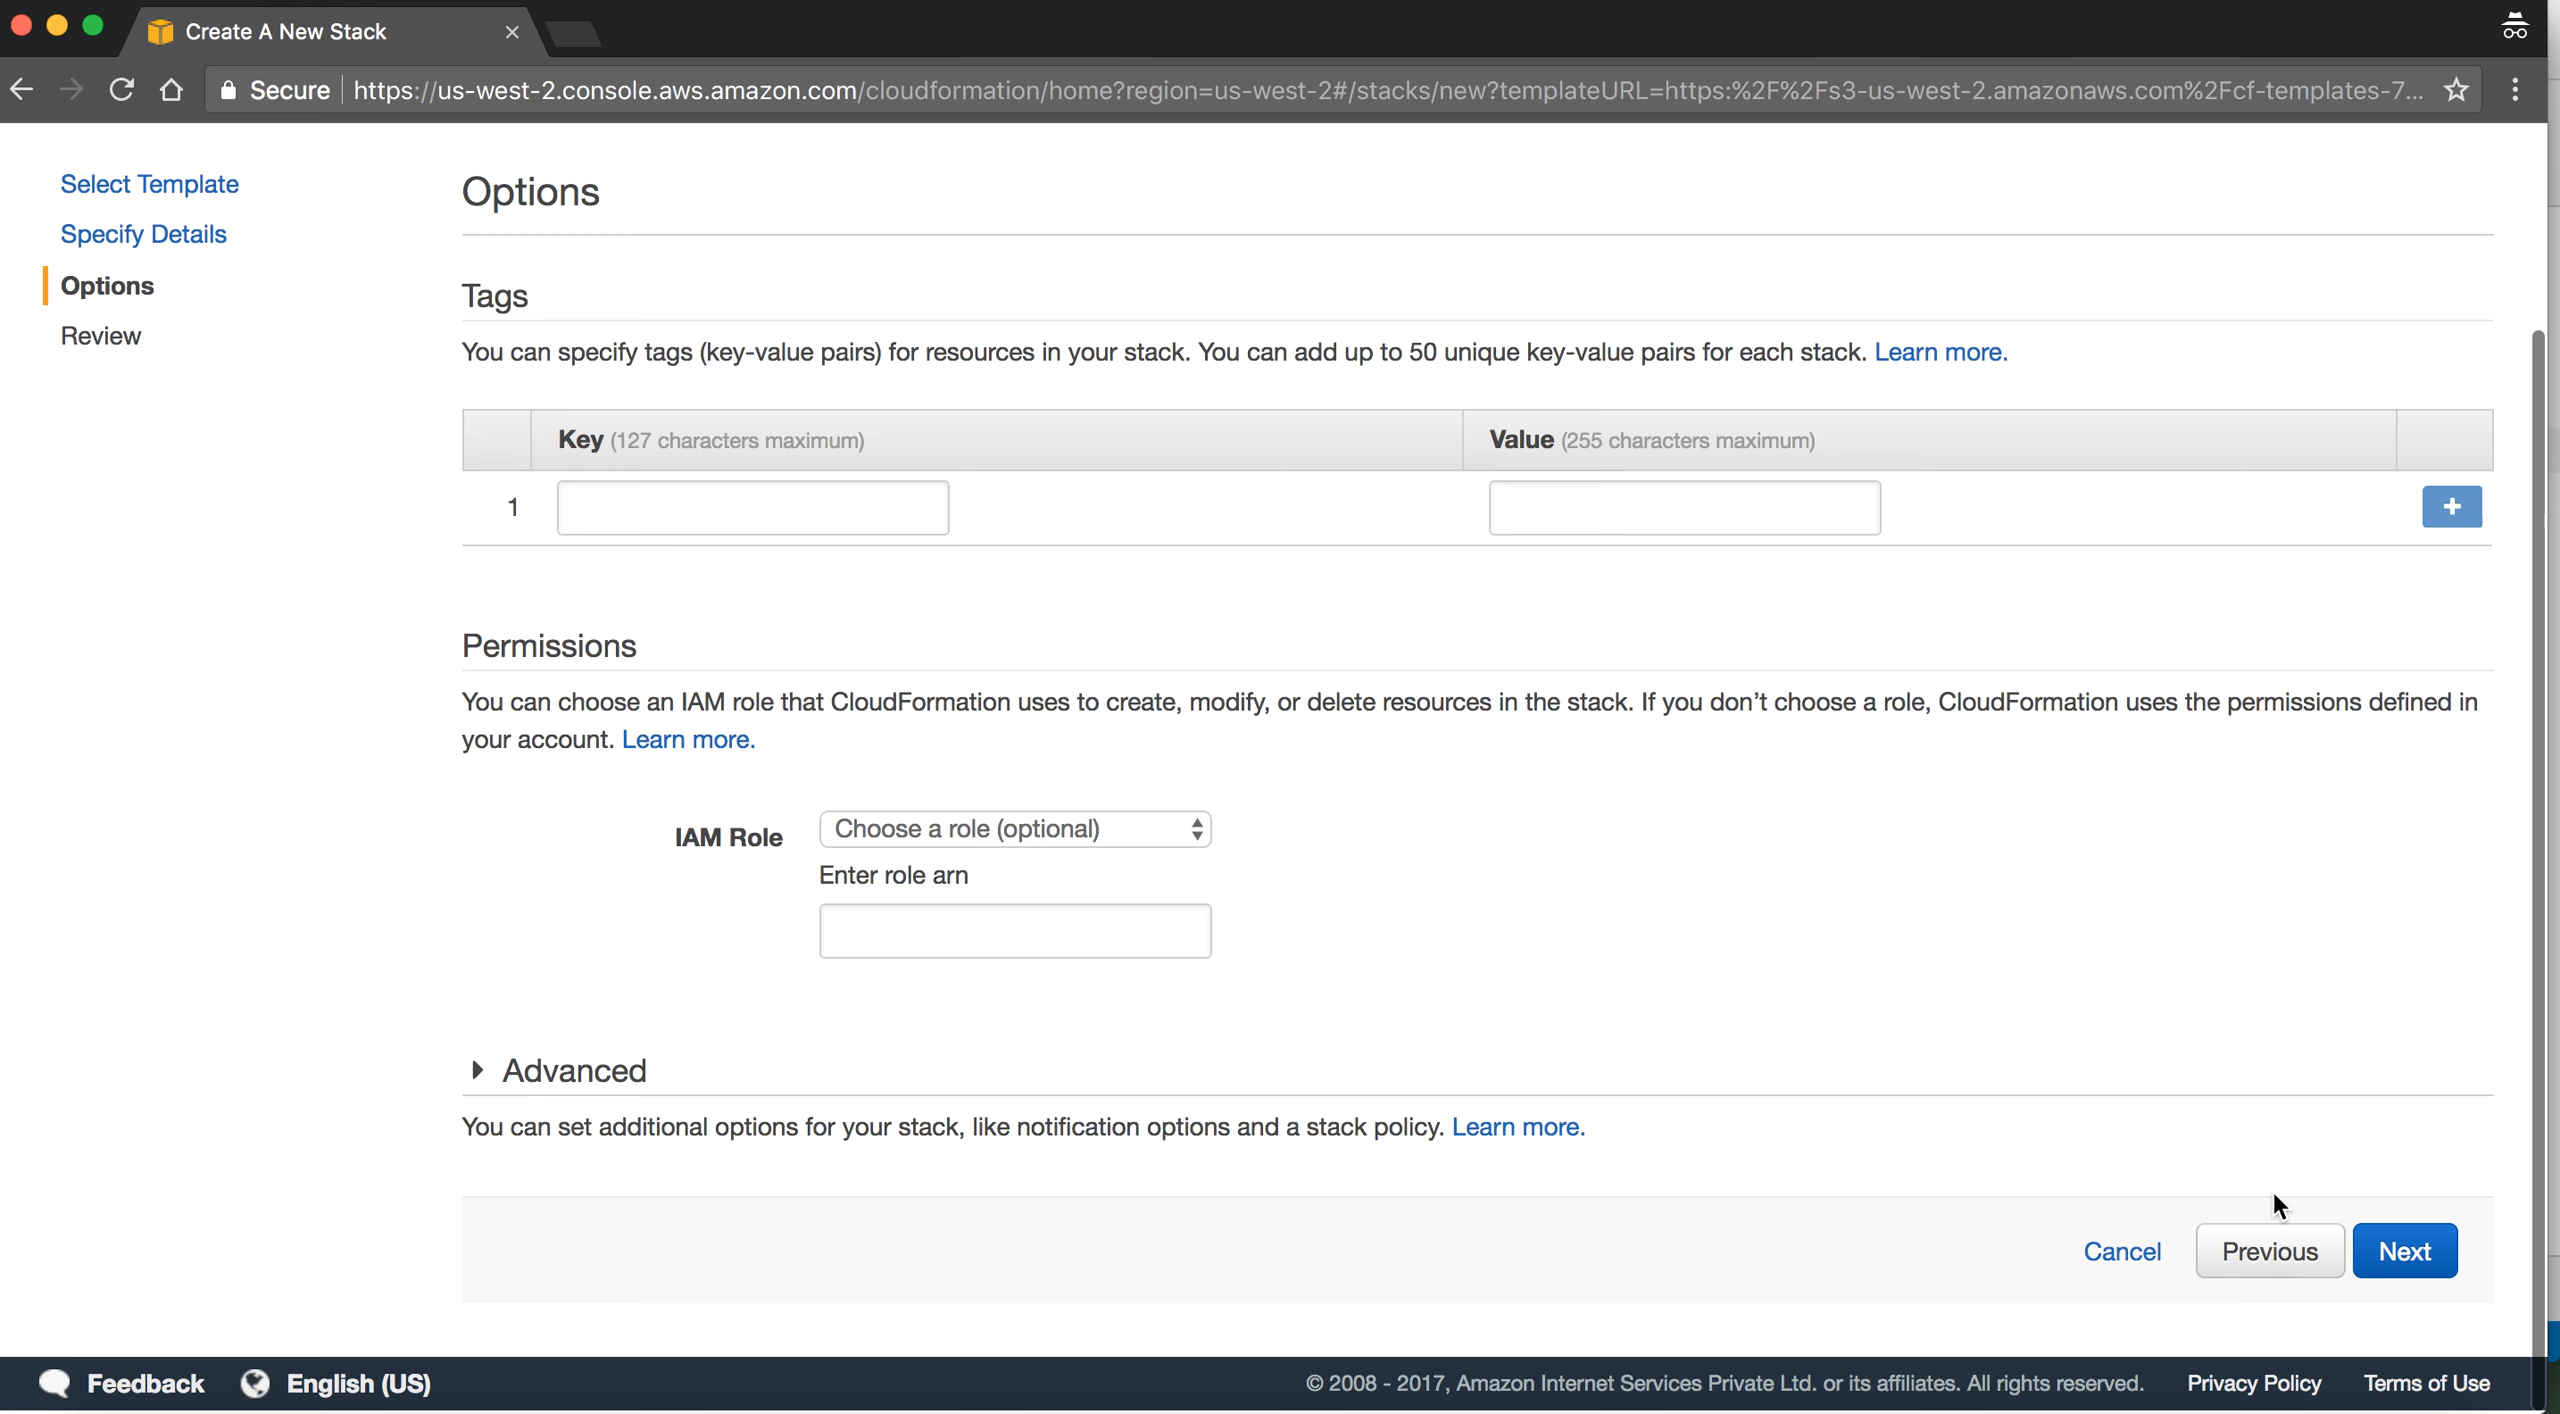 Create A New Stack
Secure https://us-west-2.console.aws.amazon.com/cloudformation/home?region=us-west-2#/stacks/new?templateURL=https:%2F%2Fs3-us-west-2.amazonaws.com%2Fcf-templates-7...
Select Template
Specify Details
Options
Review
Options
Tags
You can specify tags (key-value pairs) for resources in your stack. You can add up to 50 unique key-value pairs for each stack. Learn more.
Key (127 characters maximum) Value (255 characters maximum)
1
Permissions
You can choose an IAM role that CloudFormation uses to create, modify, or delete resources in the stack. If you don’t choose a role, CloudFormation uses the permissions defined in
your account. Learn more.
IAM Role Choose a role (optional)
Enter role arn
Advanced
You can set additional options for your stack, like notification options and a stack policy. Learn more.
Cancel Previous Next
Feedback English (US) © 2008 - 2017, Amazon Internet Services Private Ltd. or its affiliates. All rights reserved. Privacy Policy Terms of Use